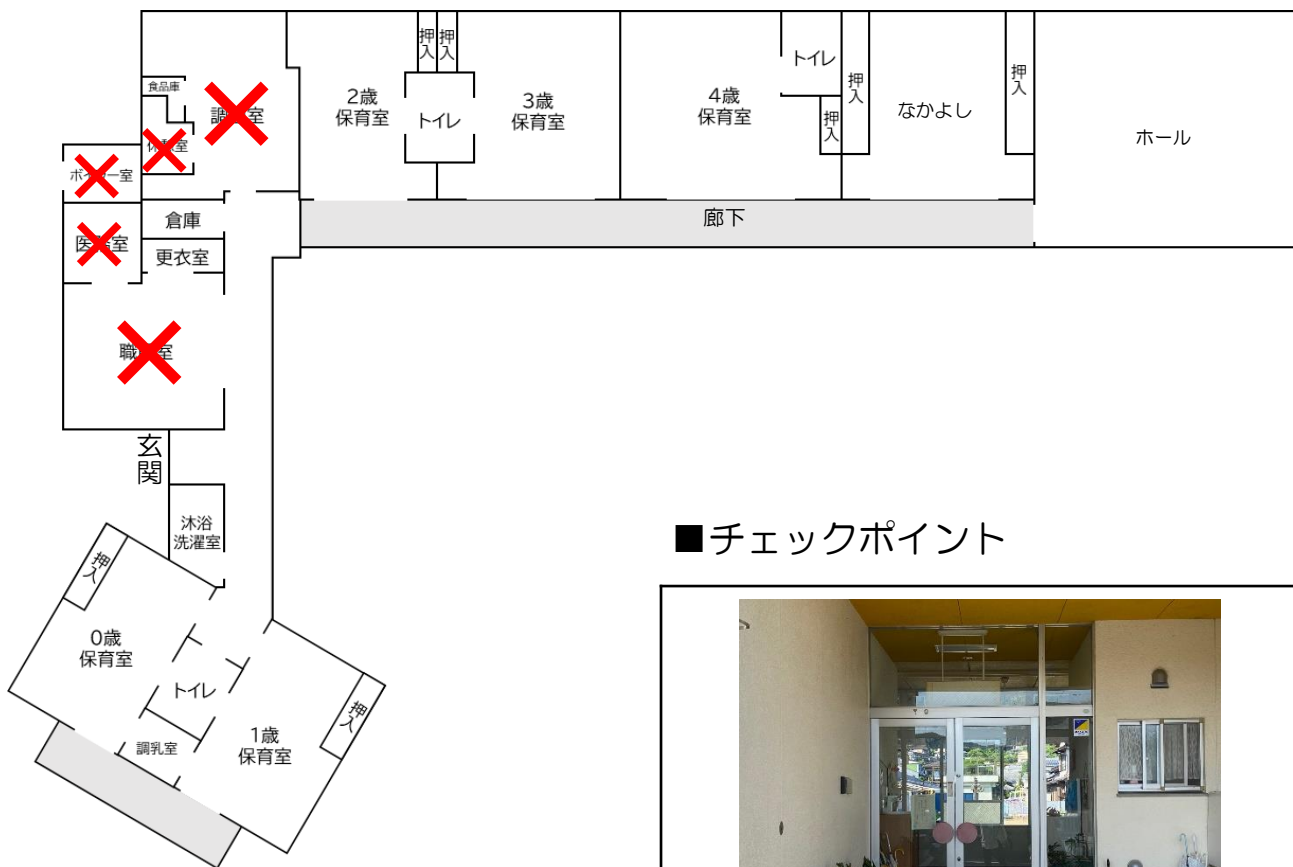 押入
押入
トイレ
押入
押入
食品庫
2歳
保育室
トイレ
3歳
保育室
4歳
保育室
押入
なかよし
ホール
倉庫
廊下
更衣室
玄関
沐浴
洗濯室
押入
0歳
保育室
トイレ
押入
調乳室
1歳
保育室
■チェックポイント